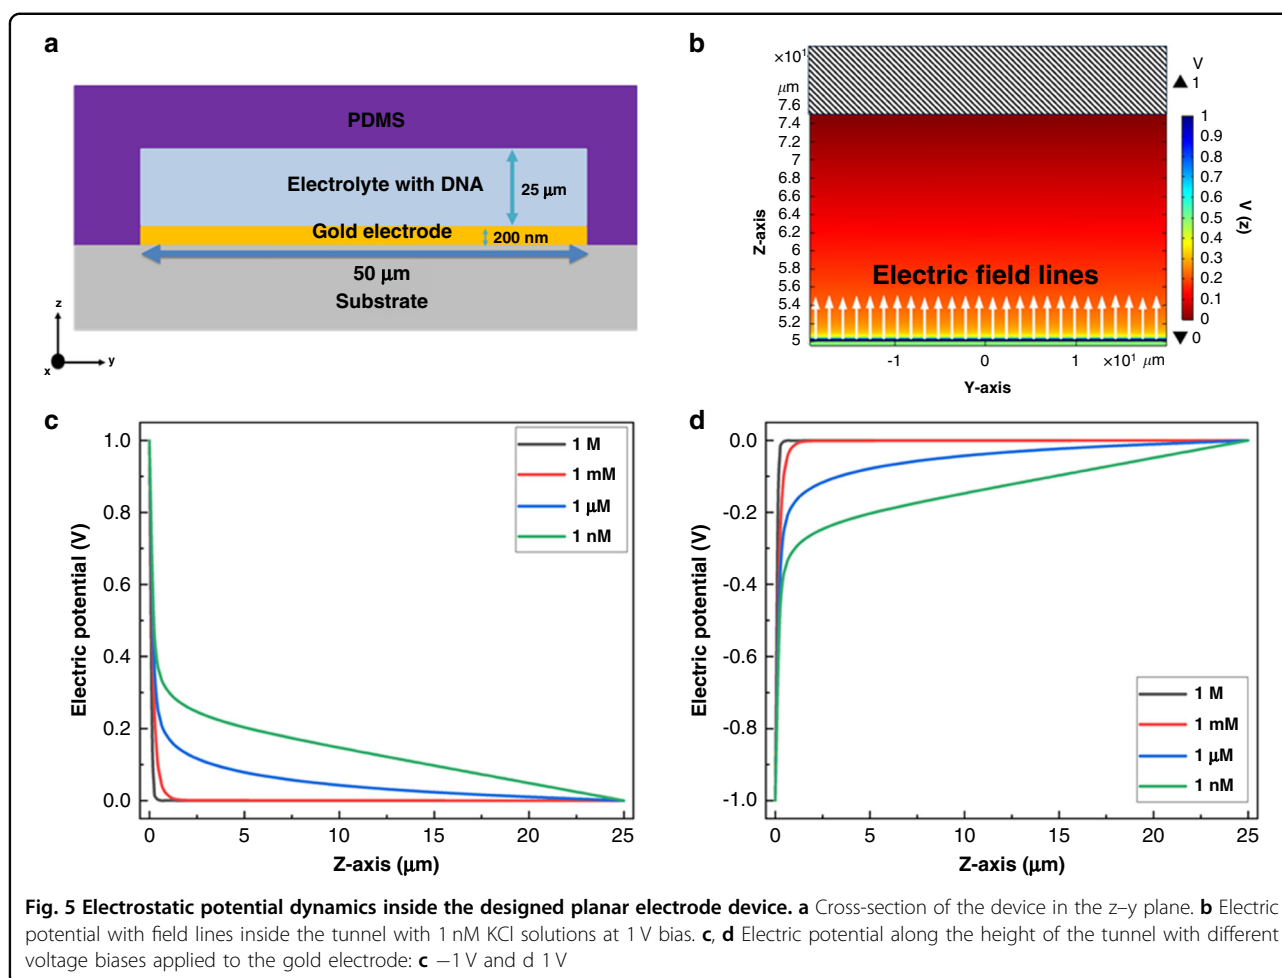 a
PDMS
Electrolyte with DNA
25 μm
Gold electrode
200 nm
50 μm
Substrate
z
x
y
b
×10¹
μm
7.6
7.4
7.2
7
6.8
6.6
6.4
6.2
6
5.8
5.6
5.4
5.2
5
Z-axis
Electric field lines
-1
0
1
×10¹ μm
Y-axis
V
▲ 1
1
0.9
0.8
0.7
0.6
0.5
0.4
0.3
0.2
0.1
0
▼ 0
V (z)
c
1.0
0.8
0.6
0.4
0.2
0.0
Electric potential (V)
1 M
1 mM
1 μM
1 nM
0
5
10
15
20
25
Z-axis (μm)
d
0.0
-0.2
-0.4
-0.6
-0.8
-1.0
Electric potential (V)
1 M
1 mM
1 μM
1 nM
0
5
10
15
20
25
Z-axis (μm)
Fig. 5 Electrostatic potential dynamics inside the designed planar electrode device. a Cross-section of the device in the z–y plane. b Electric
potential with field lines inside the tunnel with 1 nM KCl solutions at 1 V bias. c, d Electric potential along the height of the tunnel with different
voltage biases applied to the gold electrode: c −1 V and d 1 V